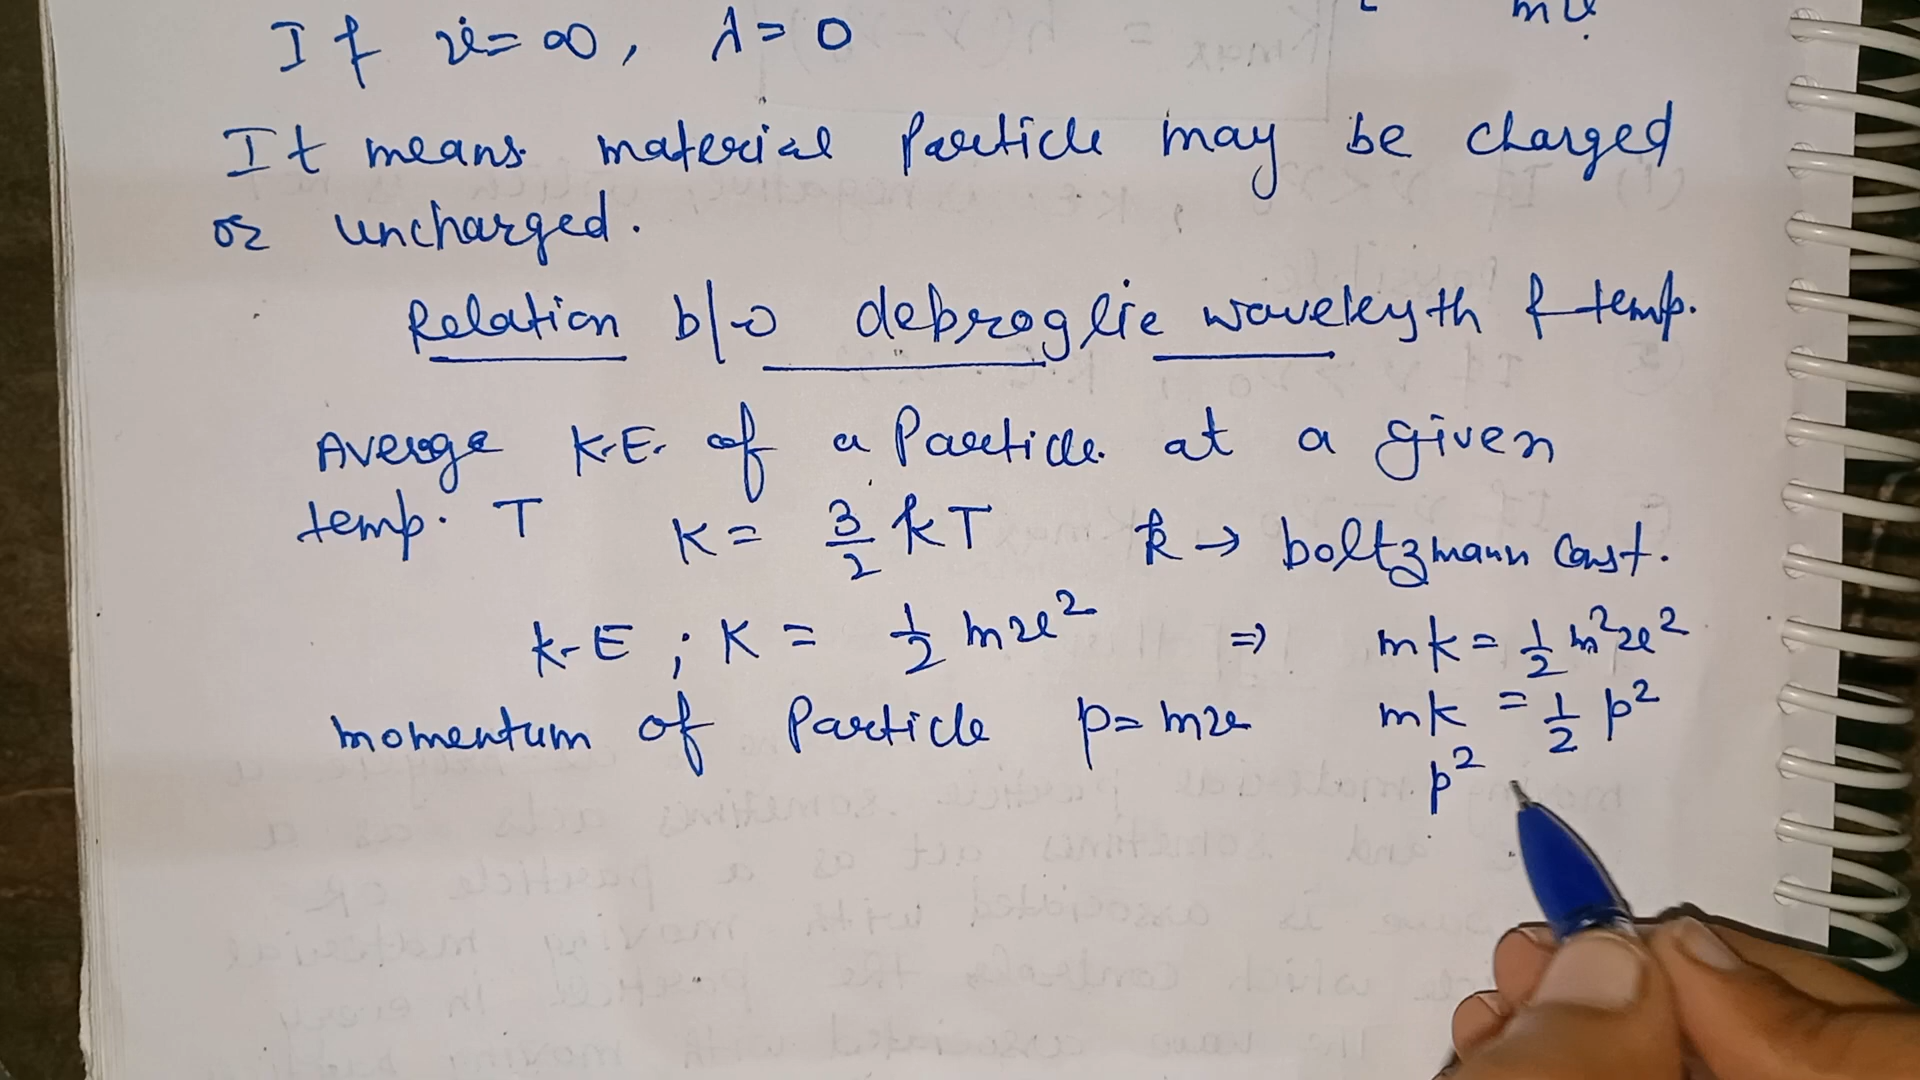 mv.
If v=∞, λ=0
It means material Particle may be charged
or uncharged.
Relation b/w debroglie wavelength & temp.
Average K.E. of a Particle at a given
temp. T K = 3/2 kT k → boltzmann Const.
k-E ; K = 1/2 mv² ⇒ mk = 1/2 m²v²
momentum of Particle p = mv mk = 1/2 p²
p²